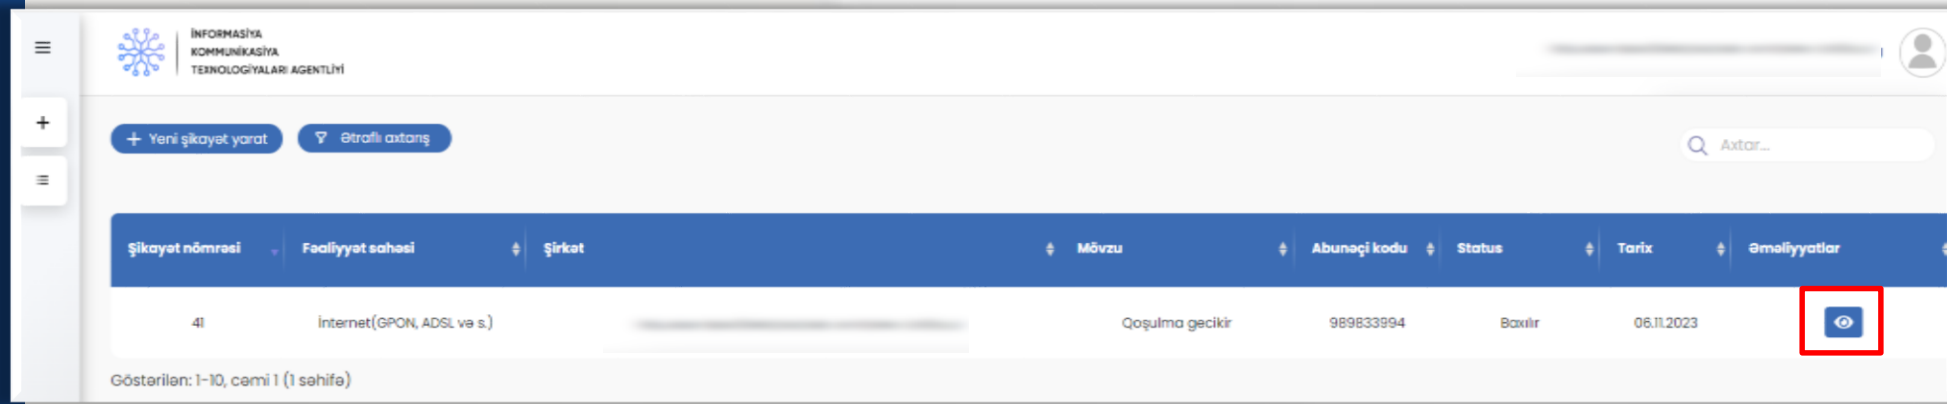 İNFORMASİYA
KOMMUNİKASİYA
TEXNOLOGİYALARI AGENTLİYİ
+ Yeni şikayət yarat
Ətraflı axtarış
Axtar...
Şikayət nömrəsi Fəaliyyət sahəsi Şirkət Mövzu Abunəçi kodu Status Tarix Əməliyyatlar
41 İnternet(GPON, ADSL və s.) Qoşulma gecikir 989833994 Baxılır 06.11.2023
Göstərilən: 1-10, cəmi 1 (1 səhifə)